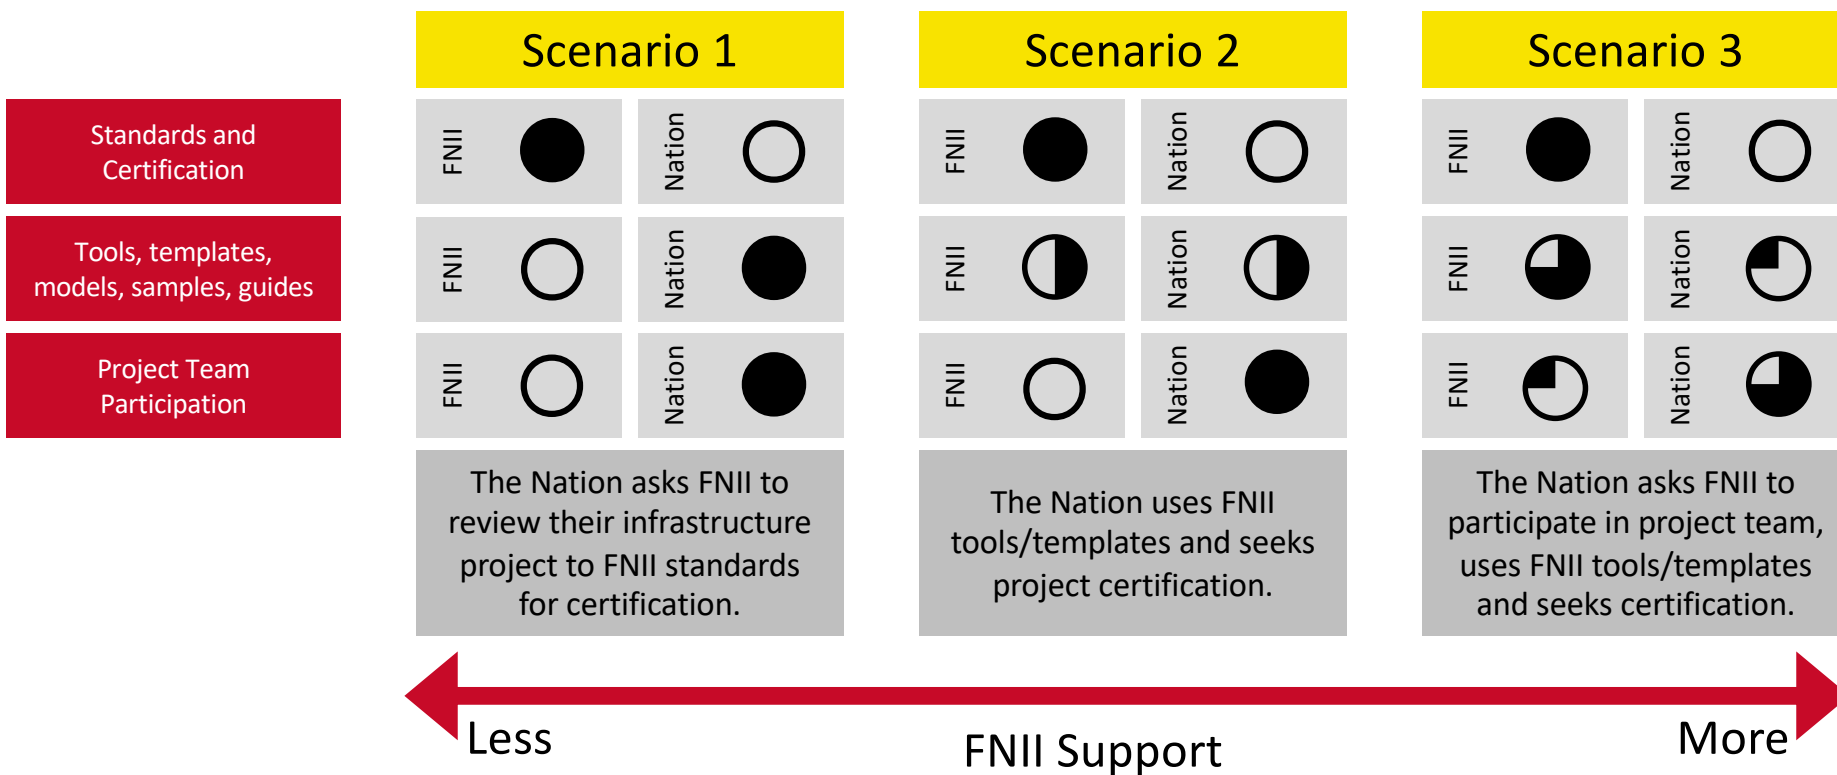 Scenario 1
Scenario 2
Scenario 3
Standards and
Certification
FNII
Nation
FNII
Nation
FNII
Nation
Tools, templates,
models, samples, guides
FNII
Nation
FNII
Nation
FNII
Nation
Project Team
Participation
FNII
Nation
FNII
Nation
FNII
Nation
The Nation asks FNII to
review their infrastructure
project to FNII standards
for certification.
The Nation uses FNII
tools/templates and seeks
project certification.
The Nation asks FNII to
participate in project team,
uses FNII tools/templates
and seeks certification.
Less
FNII Support
More